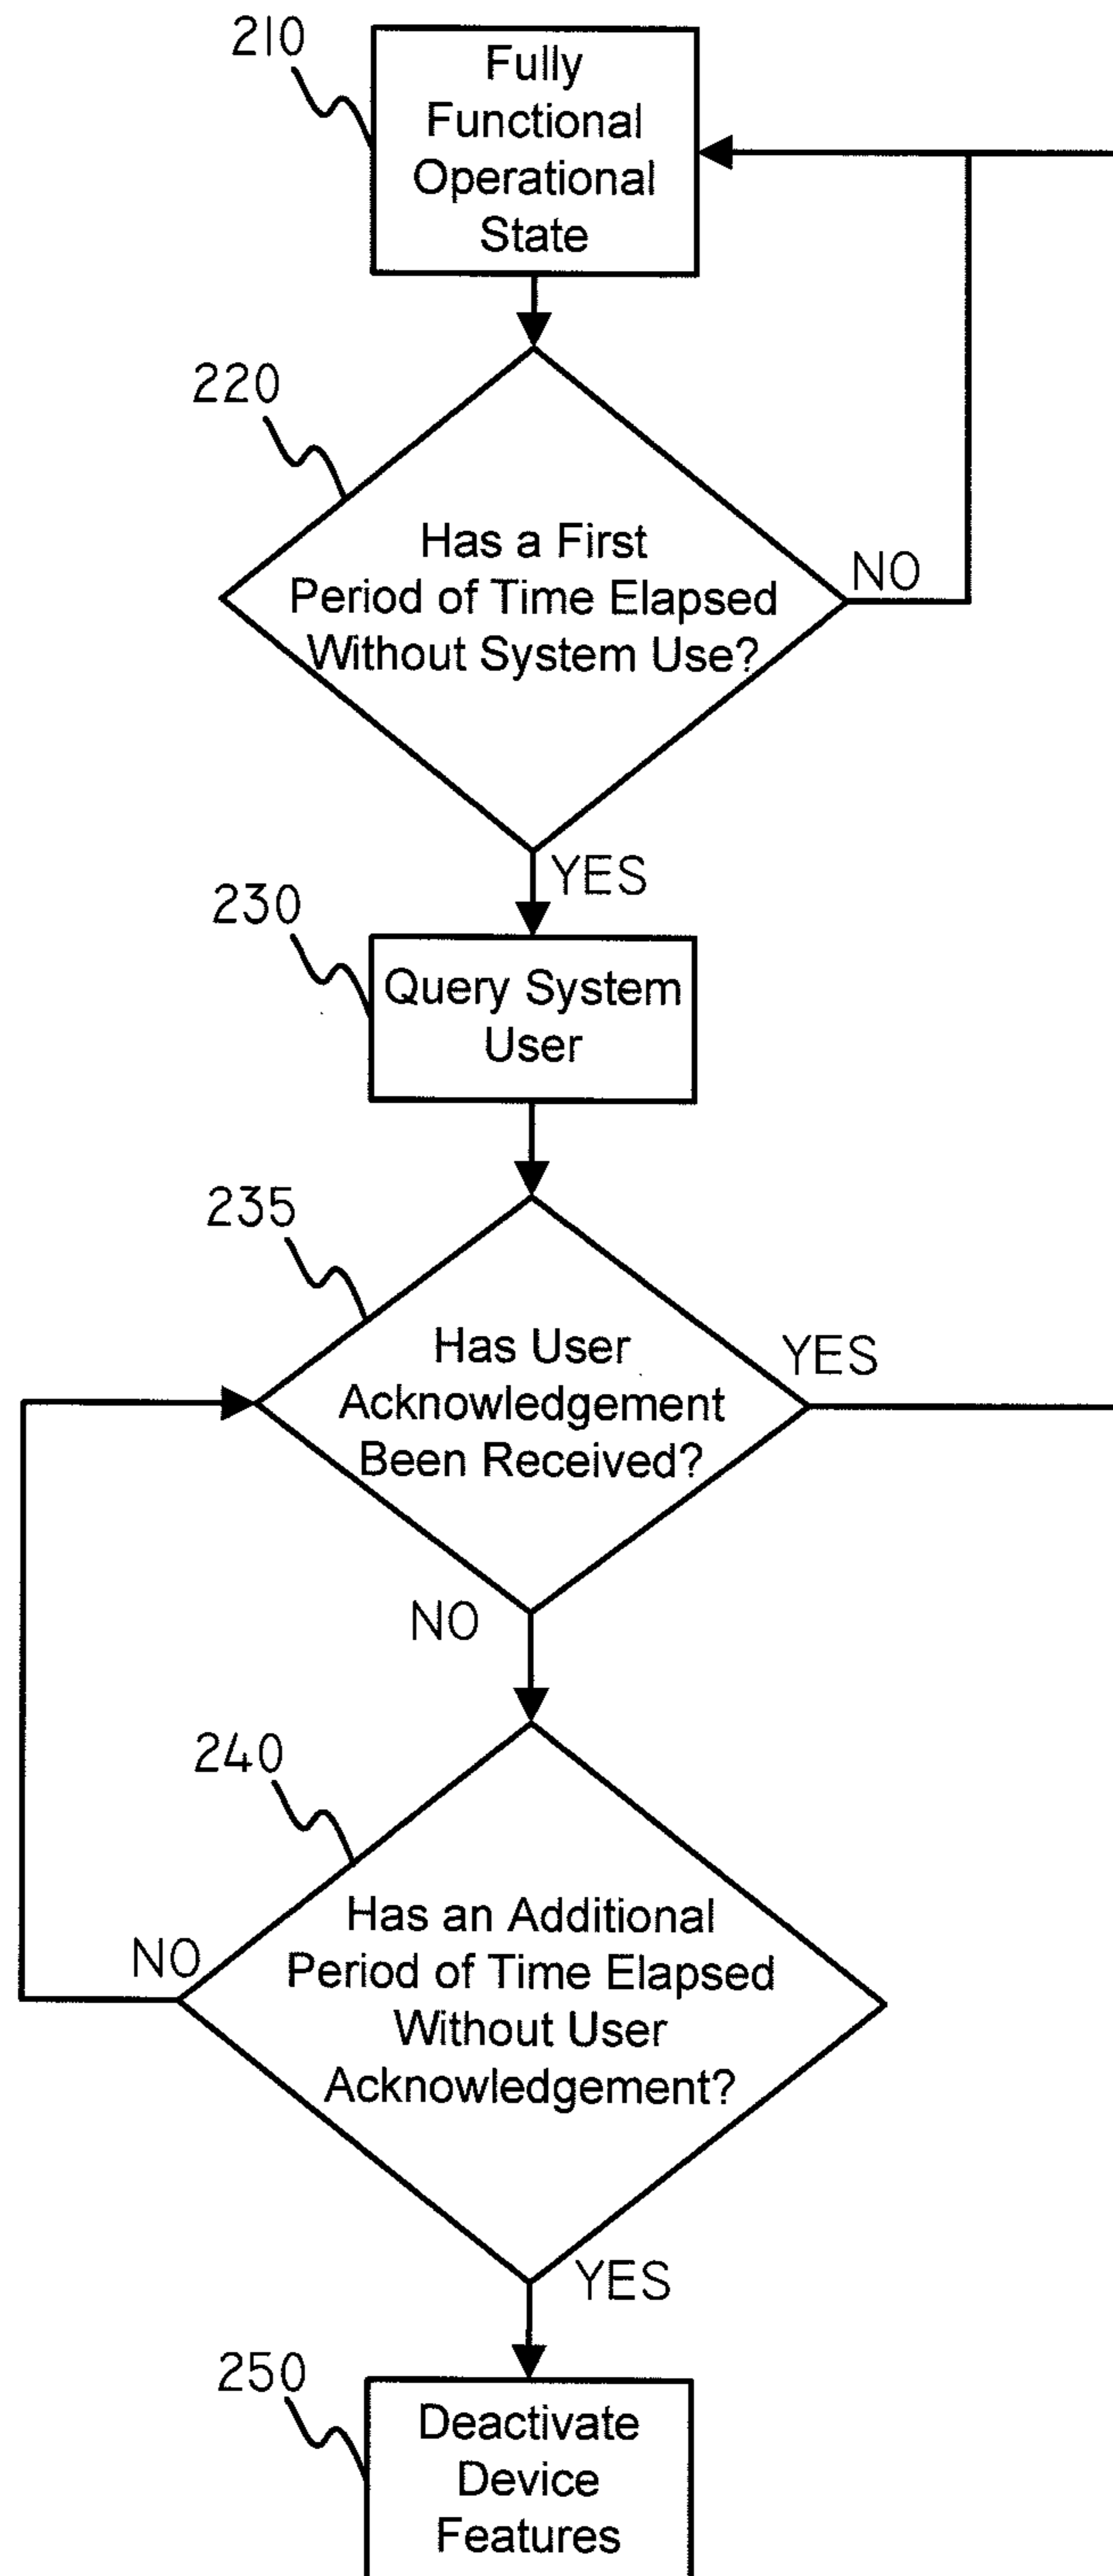 210
Fully
Functional
Operational
State
220
Has a First
Period of Time Elapsed
Without System Use?
NO
YES
230
Query System
User
235
Has User
Acknowledgement
Been Received?
YES
NO
240
Has an Additional
Period of Time Elapsed
Without User
Acknowledgement?
NO
YES
250
Deactivate
Device
Features